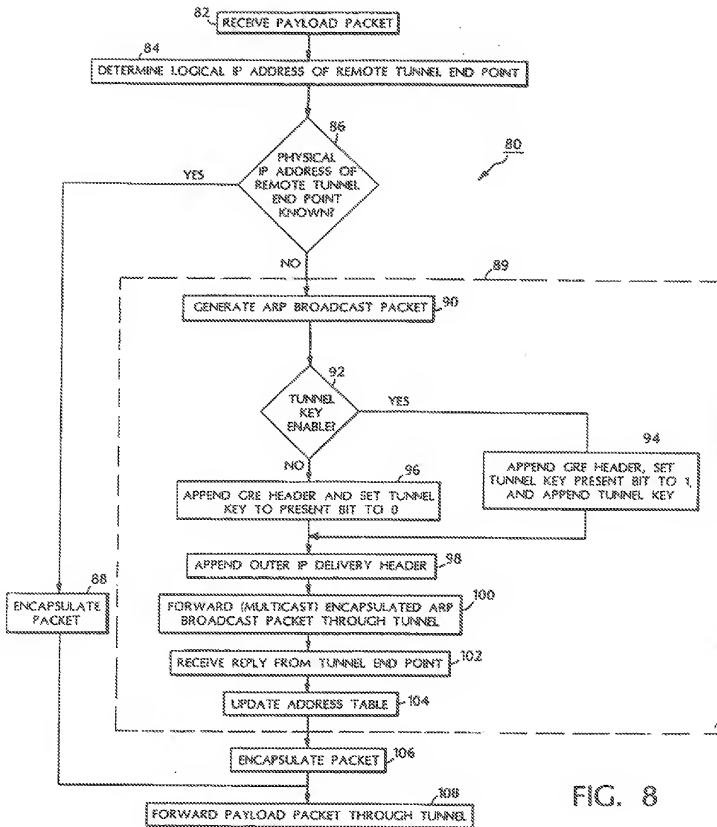 82
RECEIVE PAYLOAD PACKET
84
DETERMINE LOGICAL IP ADDRESS OF REMOTE TUNNEL END POINT
86
PHYSICAL
IP ADDRESS OF
REMOTE TUNNEL
END POINT
KNOWN?
YES
80
NO
89
GENERATE ARP BROADCAST PACKET
90
92
TUNNEL
KEY
ENABLE?
YES
94
APPEND GRE HEADER, SET
TUNNEL KEY PRESENT BIT TO 1,
AND APPEND TUNNEL KEY
NO
96
APPEND GRE HEADER AND SET TUNNEL
KEY TO PRESENT BIT TO 0
APPEND OUTER IP DELIVERY HEADER
98
88
ENCAPSULATE
PACKET
FORWARD (MULTICAST) ENCAPSULATED ARP
BROADCAST PACKET THROUGH TUNNEL
100
RECEIVE REPLY FROM TUNNEL END POINT
102
UPDATE ADDRESS TABLE
104
ENCAPSULATE PACKET
106
108
FORWARD PAYLOAD PACKET THROUGH TUNNEL
FIG. 8